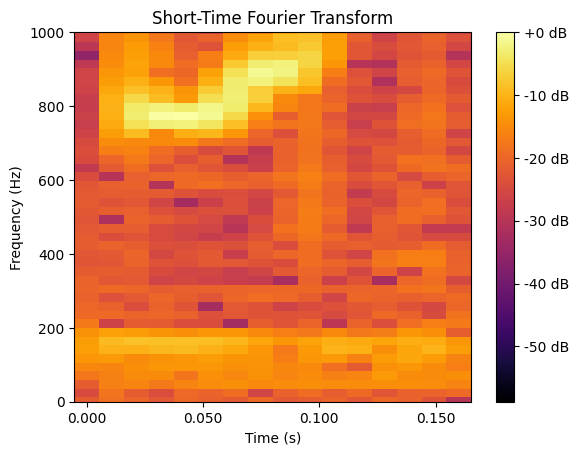 Short-Time Fourier Transform
1000
800
600
400
200
0
Frequency (Hz)
0.000
0.050
0.100
0.150
Time (s)
+0 dB
-10 dB
-20 dB
-30 dB
-40 dB
-50 dB